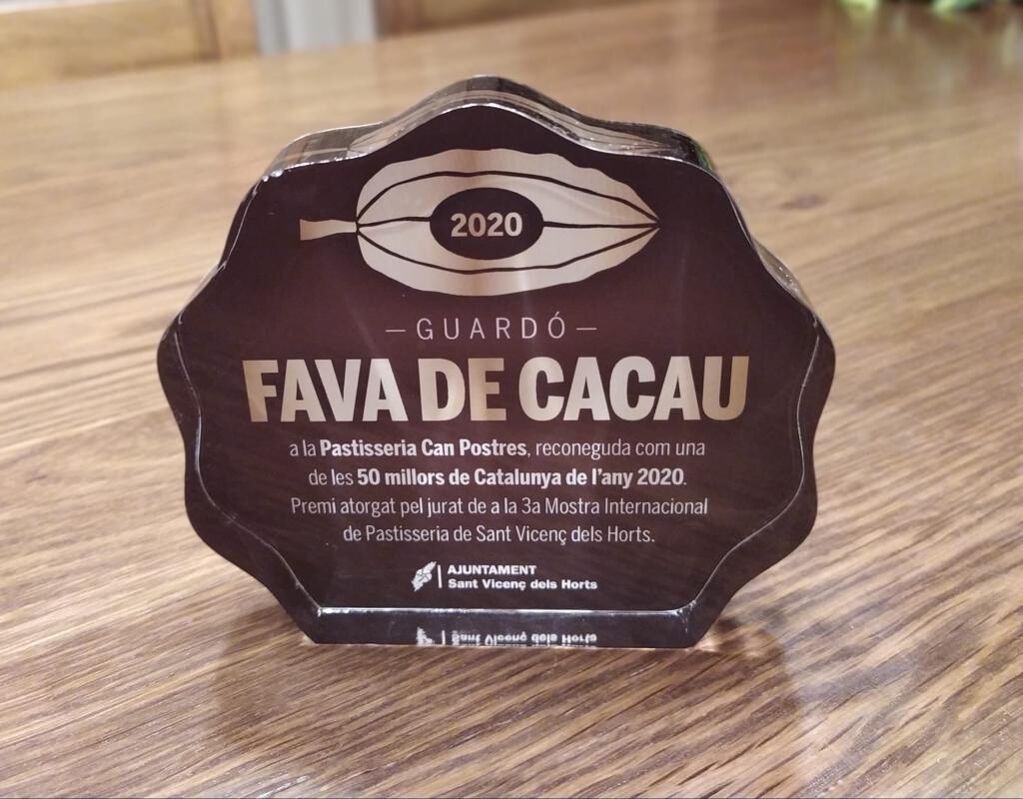 2020
— GUARDÓ —
FAVA DE CACAU
a la Pastisseria Can Postres, reconeguda com una
de les 50 millors de Catalunya de l'any 2020.
Premi atorgat pel jurat de a la 3a Mostra Internacional
de Pastisseria de Sant Vicenç dels Horts.
AJUNTAMENT
Sant Vicenç dels Horts